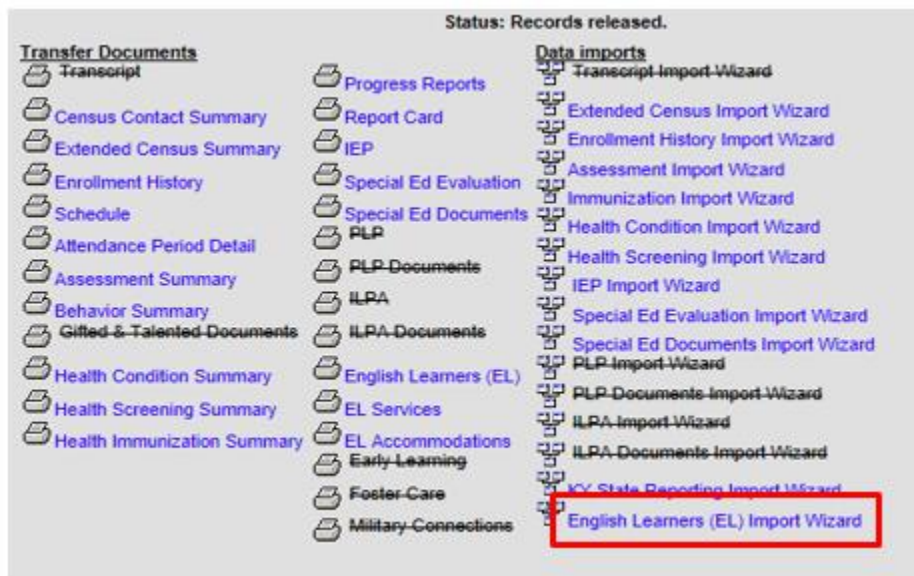 Status: Records released.
Transfer Documents
Transcript
Census Contact Summary
Extended Census Summary
Enrollment History
Schedule
Attendance Period Detail
Assessment Summary
Behavior Summary
Gifted & Talented Documents
Health Condition Summary
Health Screening Summary
Health Immunization Summary
Progress Reports
Report Card
IEP
Special Ed Evaluation
Special Ed Documents
PLP
PLP Documents
ILPA
ILPA Documents
English Learners (EL)
EL Services
EL Accommodations
Early Learning
Foster Care
Military Connections
Data imports
Transcript Import Wizard
Extended Census Import Wizard
Enrollment History Import Wizard
Assessment Import Wizard
Immunization Import Wizard
Health Condition Import Wizard
Health Screening Import Wizard
IEP Import Wizard
Special Ed Evaluation Import Wizard
Special Ed Documents Import Wizard
PLP Import Wizard
PLP Documents Import Wizard
ILPA Import Wizard
ILPA Documents Import Wizard
KY State Reporting Import Wizard
English Learners (EL) Import Wizard